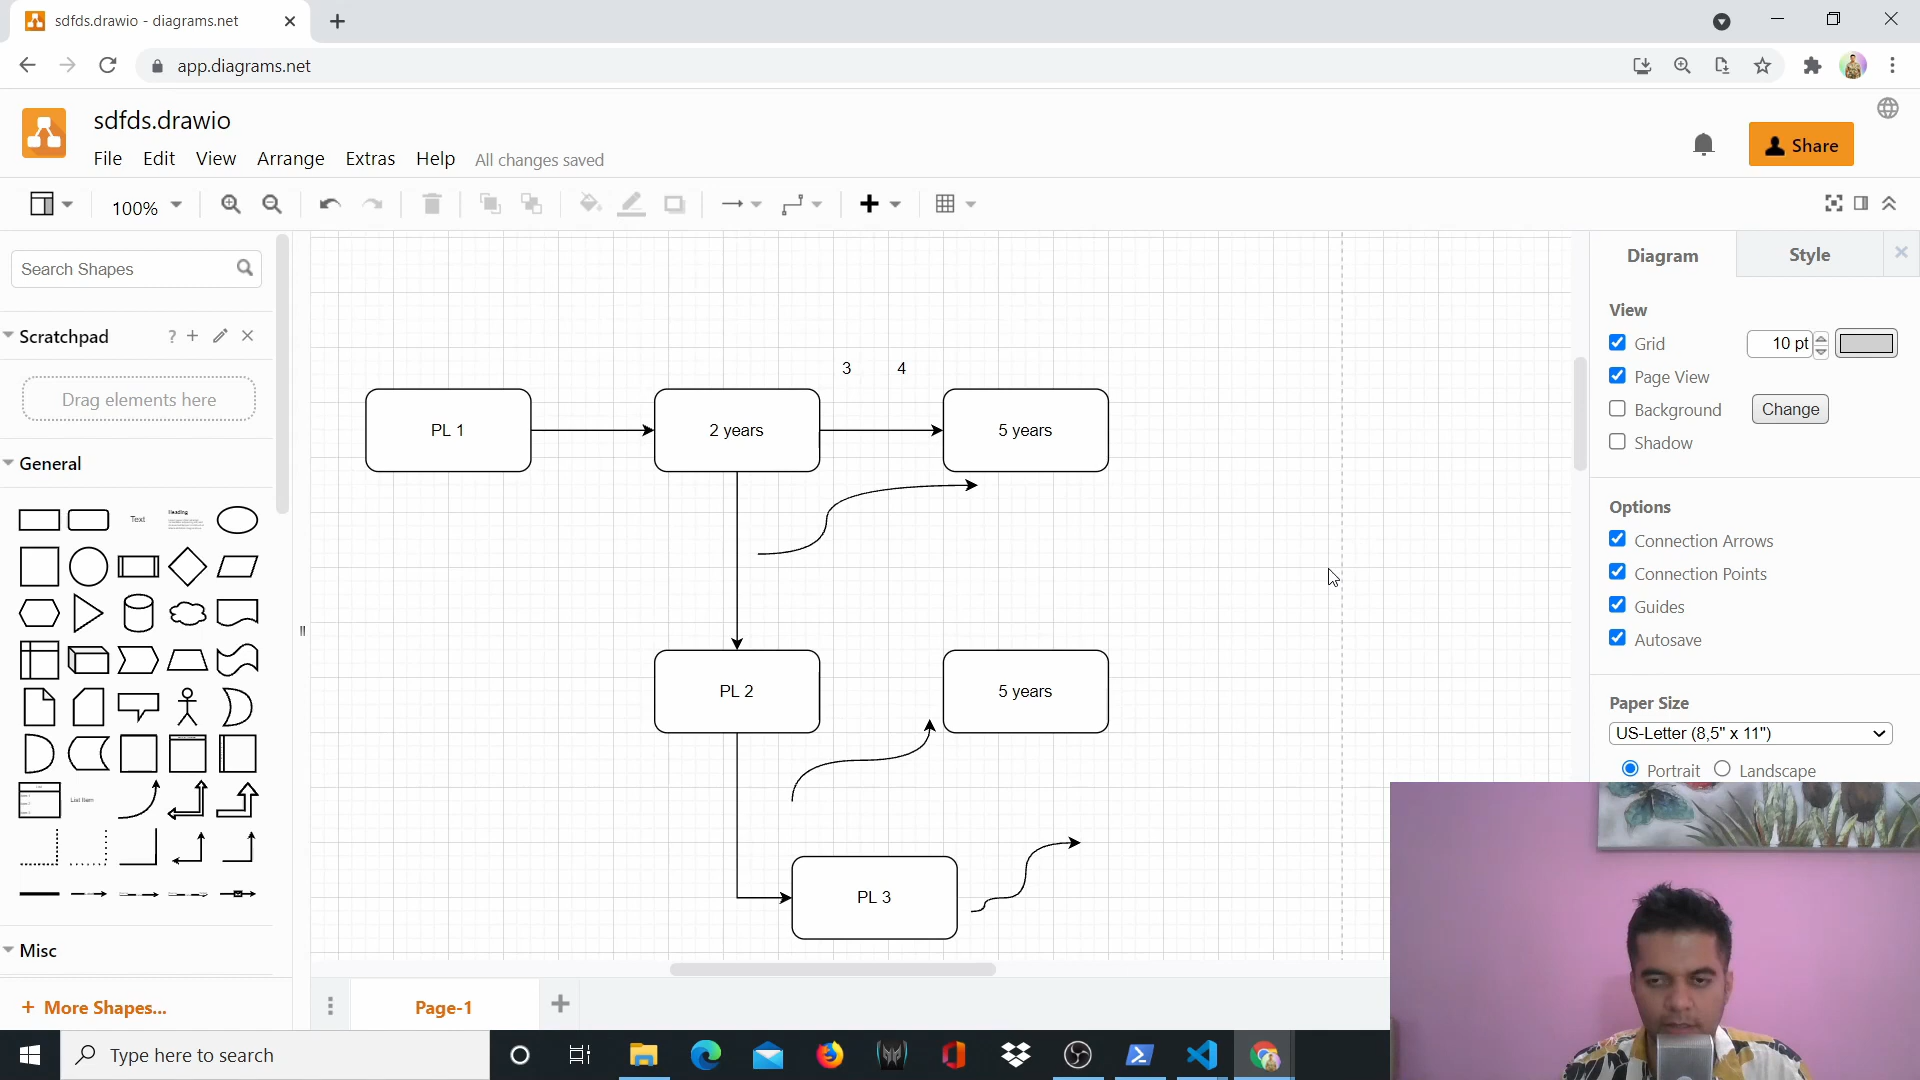 sdfds.drawio - diagrams.net
app.diagrams.net
sdfds.drawio
File Edit View Arrange Extras Help All changes saved
Share
100%
Search Shapes
Scratchpad ?
Drag elements here
General
Text
Heading
List Item
Misc
+ More Shapes...
3 4
PL 1
2 years
5 years
PL 2
5 years
PL 3
Page-1
Diagram
Style
View
Grid
10 pt
Page View
Background
Change
Shadow
Options
Connection Arrows
Connection Points
Guides
Autosave
Paper Size
US-Letter (8,5" x 11")
Portrait
Landscape
Type here to search